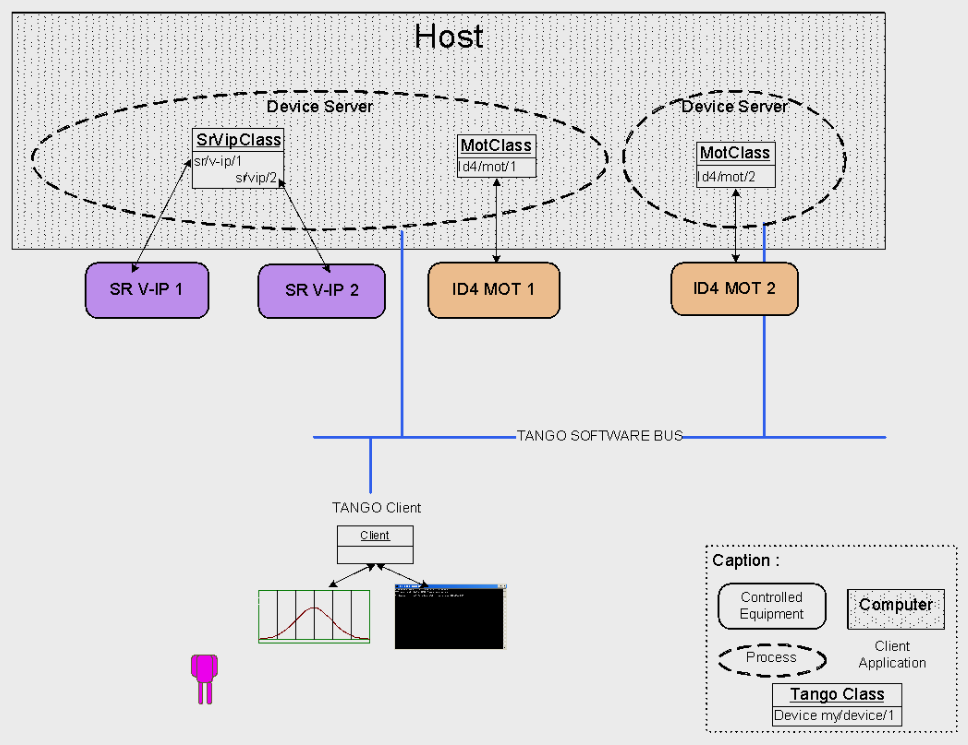 Host
Device Server
Device Server
SrVipClass
sr/v-ip/1
sr/vip/2
MotClass
Id4/mot/1
MotClass
Id4/mot/2
SR V-IP 1
SR V-IP 2
ID4 MOT 1
ID4 MOT 2
TANGO SOFTWARE BUS
TANGO Client
Client
Caption :
Controlled
Equipment
Computer
Process
Client
Application
Tango Class
Device my/device/1